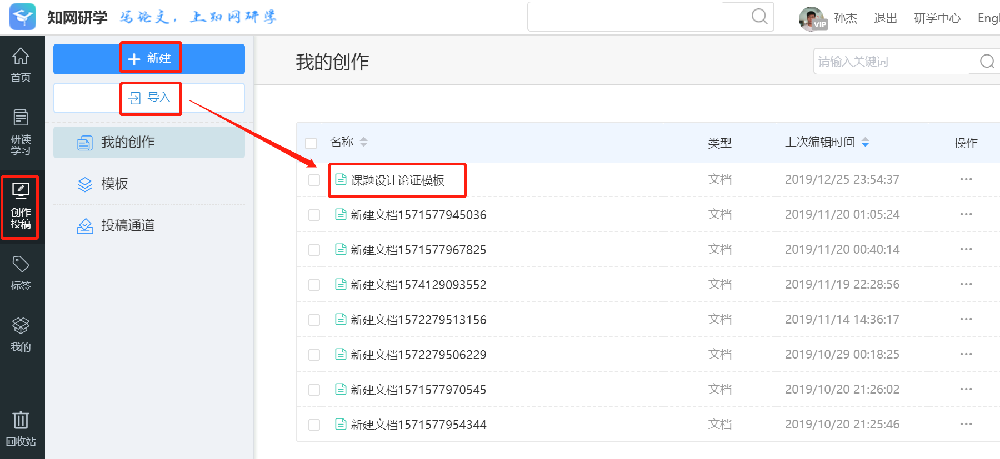 知网研学 写论文，上知网研学
VIP 孙杰 退出 研学中心 Engl
首页
研读
学习
创作
投稿
标签
我的
回收站
新建
导入
我的创作
模板
投稿通道
我的创作
请输入关键词
名称 类型 上次编辑时间 操作
课题设计论证模板 文档 2019/12/25 23:54:37 ···
新建文档1571577945036 文档 2019/11/20 01:05:24 ···
新建文档1571577967825 文档 2019/11/20 00:40:14 ···
新建文档1574129093552 文档 2019/11/19 22:28:56 ···
新建文档1572279513156 文档 2019/11/14 14:36:17 ···
新建文档1572279506229 文档 2019/10/29 00:18:25 ···
新建文档1571577970545 文档 2019/10/20 21:26:02 ···
新建文档1571577954344 文档 2019/10/20 21:25:46 ···